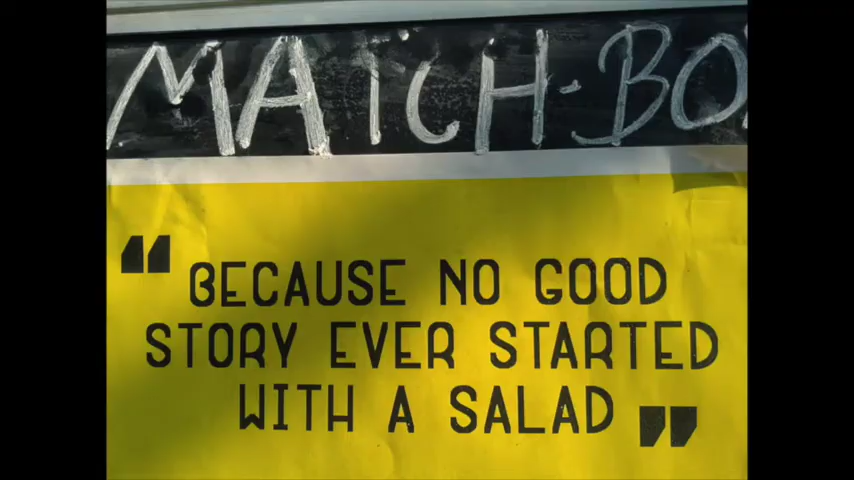 MATCH-BO
"BECAUSE NO GOOD
STORY EVER STARTED
WITH A SALAD"